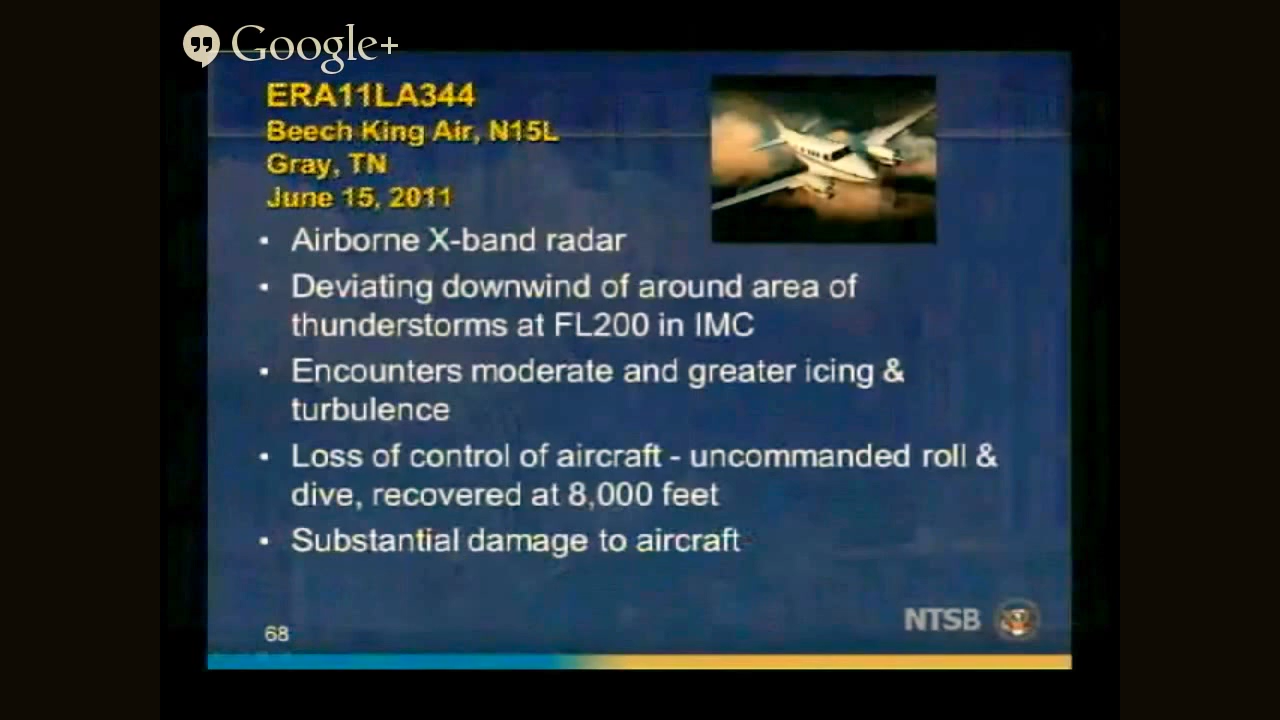 Google+
ERA11LA344
Beech King Air, N15L
Gray, TN
June 15, 2011
• Airborne X-band radar
• Deviating downwind of around area of
thunderstorms at FL200 in IMC
• Encounters moderate and greater icing &
turbulence
• Loss of control of aircraft - uncommanded roll &
dive, recovered at 8,000 feet
• Substantial damage to aircraft
NTSB
68